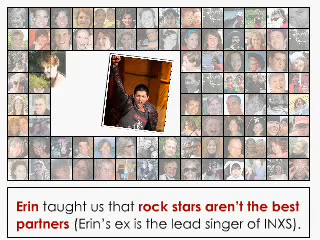 Erin taught us that rock stars aren't the best
partners (Erin's ex is the lead singer of INXS).